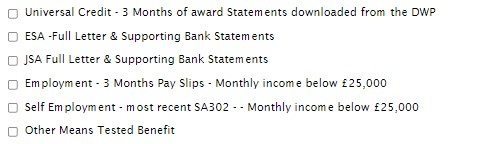 Universal Credit - 3 Months of award Statements downloaded from the DWP
ESA -Full Letter & Supporting Bank Statements
JSA Full Letter & Supporting Bank Statements
Employment - 3 Months Pay Slips - Monthly income below £25,000
Self Employment - most recent SA302 - - Monthly income below £25,000
Other Means Tested Benefit